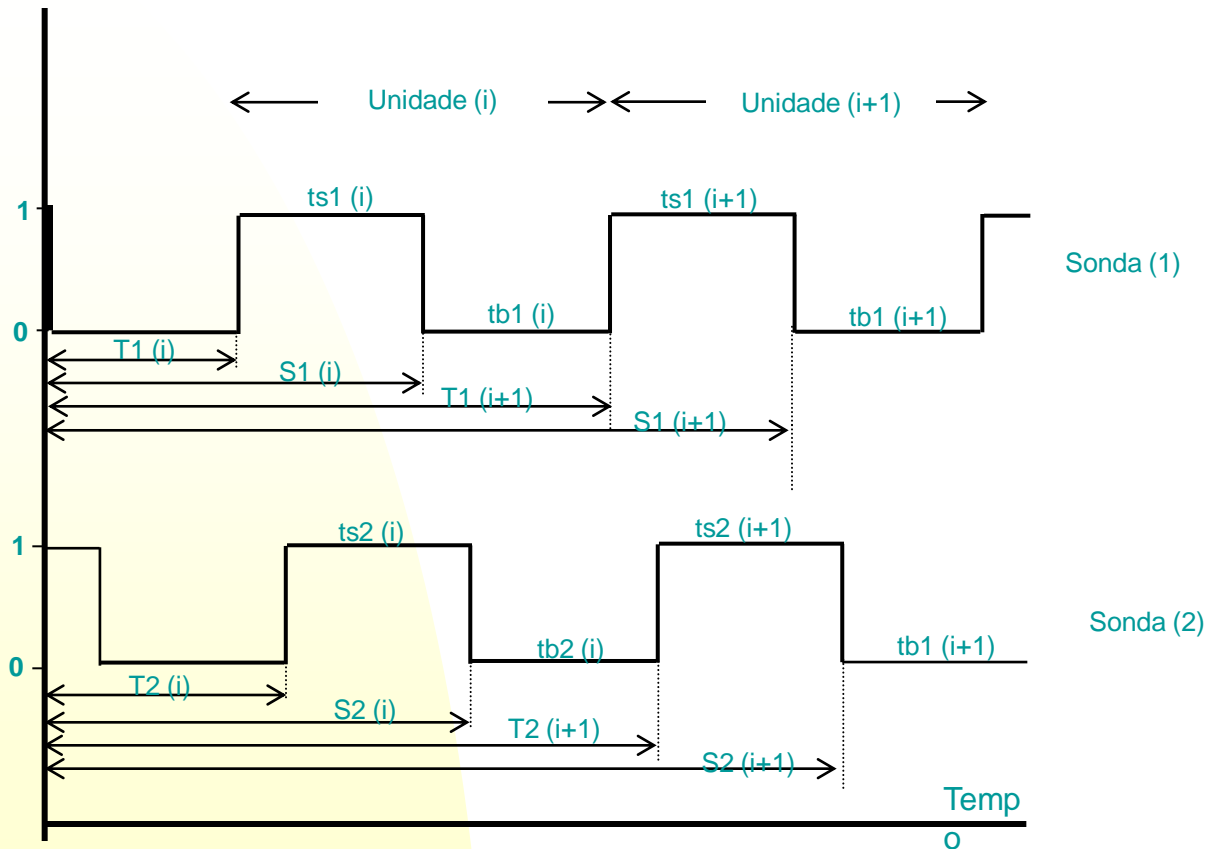 Unidade (i)
Unidade (i+1)
ts1 (i)
ts1 (i+1)
1
Sonda (1)
tb1 (i)
tb1 (i+1)
0
T1 (i)
S1 (i)
T1 (i+1)
S1 (i+1)
ts2 (i)
ts2 (i+1)
1
Sonda (2)
tb2 (i)
tb1 (i+1)
0
T2 (i)
S2 (i)
T2 (i+1)
S2 (i+1)
Temp
o